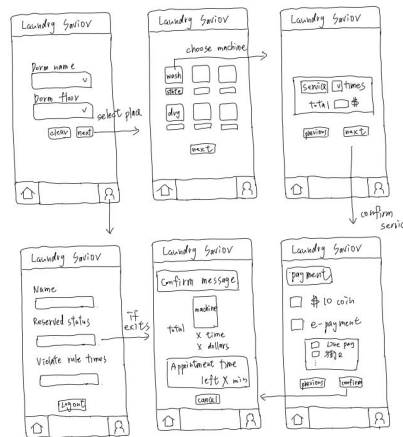 Laundry Savior
Dorm name
v
Dorm floor
v
clear next
select place
Laundry Savior
choose machine
wash
state
dry
next
Laundry Savior
service v times
total $
previous next
confirm
servic
Laundry Savior
Name
Reserved status
Violate rule times
Logout
if
exits
Laundry Savior
Confirm message
machine
total
X time
X dollars
Appointment time
left X min
cancel
Laundry Savior
payment
$ 10 coin
e-payment
Line pay
previous confirm